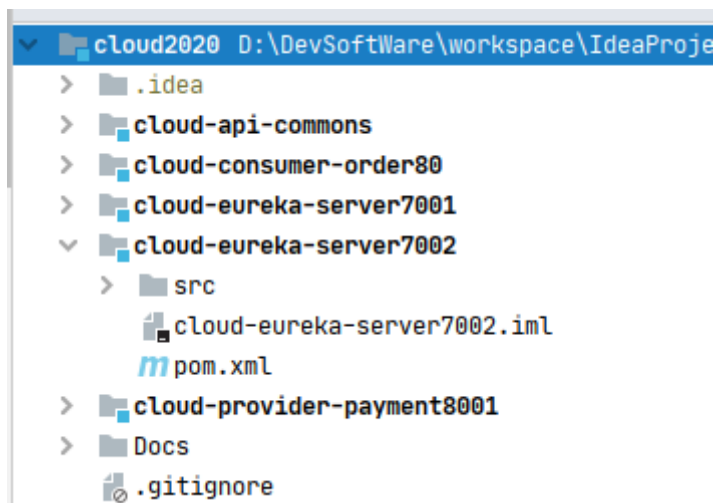 cloud2020 D:\DevSoftWare\workspace\IdeaProje
.idea
cloud-api-commons
cloud-consumer-order80
cloud-eureka-server7001
cloud-eureka-server7002
src
cloud-eureka-server7002.iml
m pom.xml
cloud-provider-payment8001
Docs
.gitignore